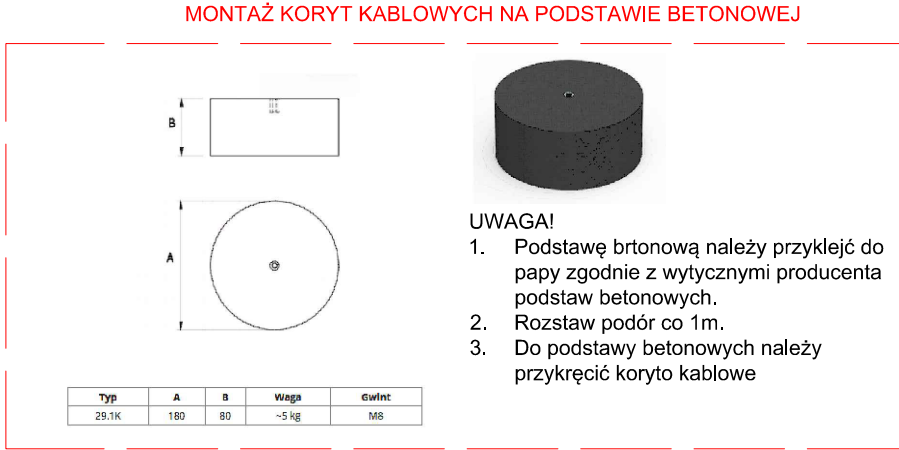 MONTAŻ KORYT KABLOWYCH NA PODSTAWIE BETONOWEJ
B
A
UWAGA!
1. Podstawę brtonową należy przyklejć do
papy zgodnie z wytycznymi producenta
podstaw betonowych.
2. Rozstaw podór co 1m.
3. Do podstawy betonowych należy
przykręcić koryto kablowe
Typ A B Waga Gwint
29.1K 180 80 ~5 kg M8